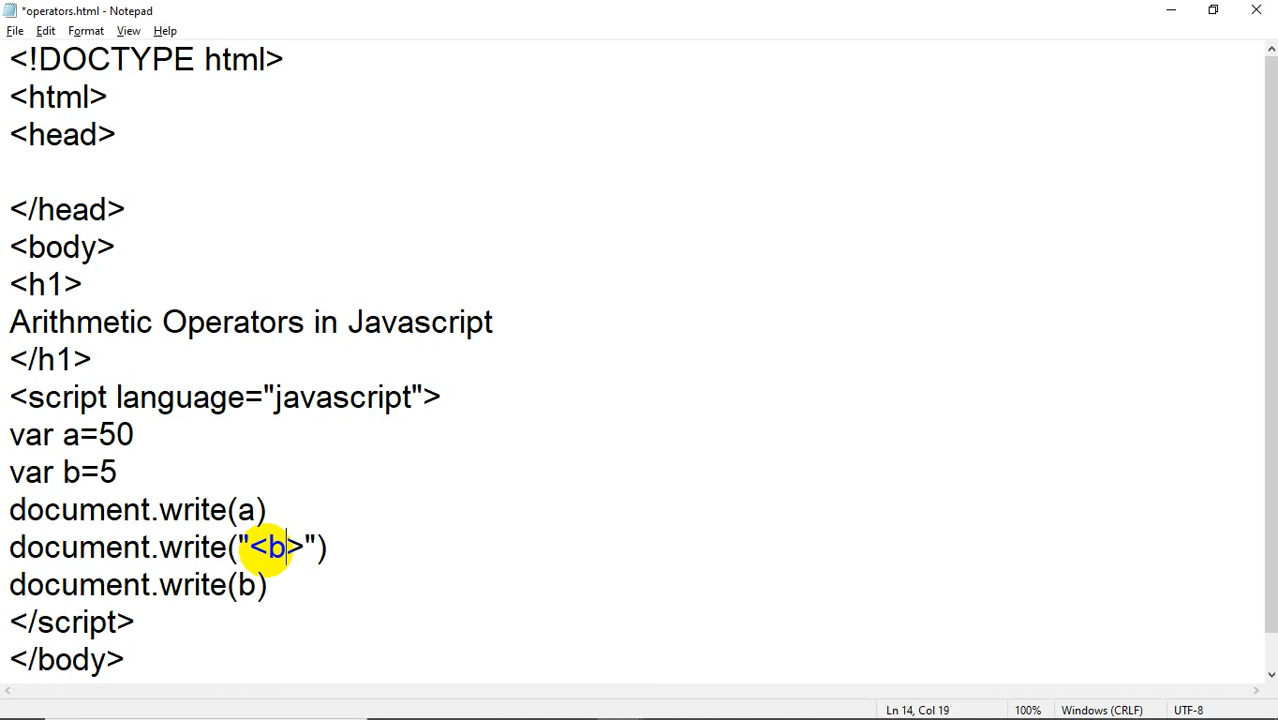 *operators.html - Notepad
File Edit Format View Help
<!DOCTYPE html>
<html>
<head>
</head>
<body>
<h1>
Arithmetic Operators in Javascript
</h1>
<script language="javascript">
var a=50
var b=5
document.write(a)
document.write("<b>")
document.write(b)
</script>
</body>
Ln 14, Col 19 100% Windows (CRLF) UTF-8